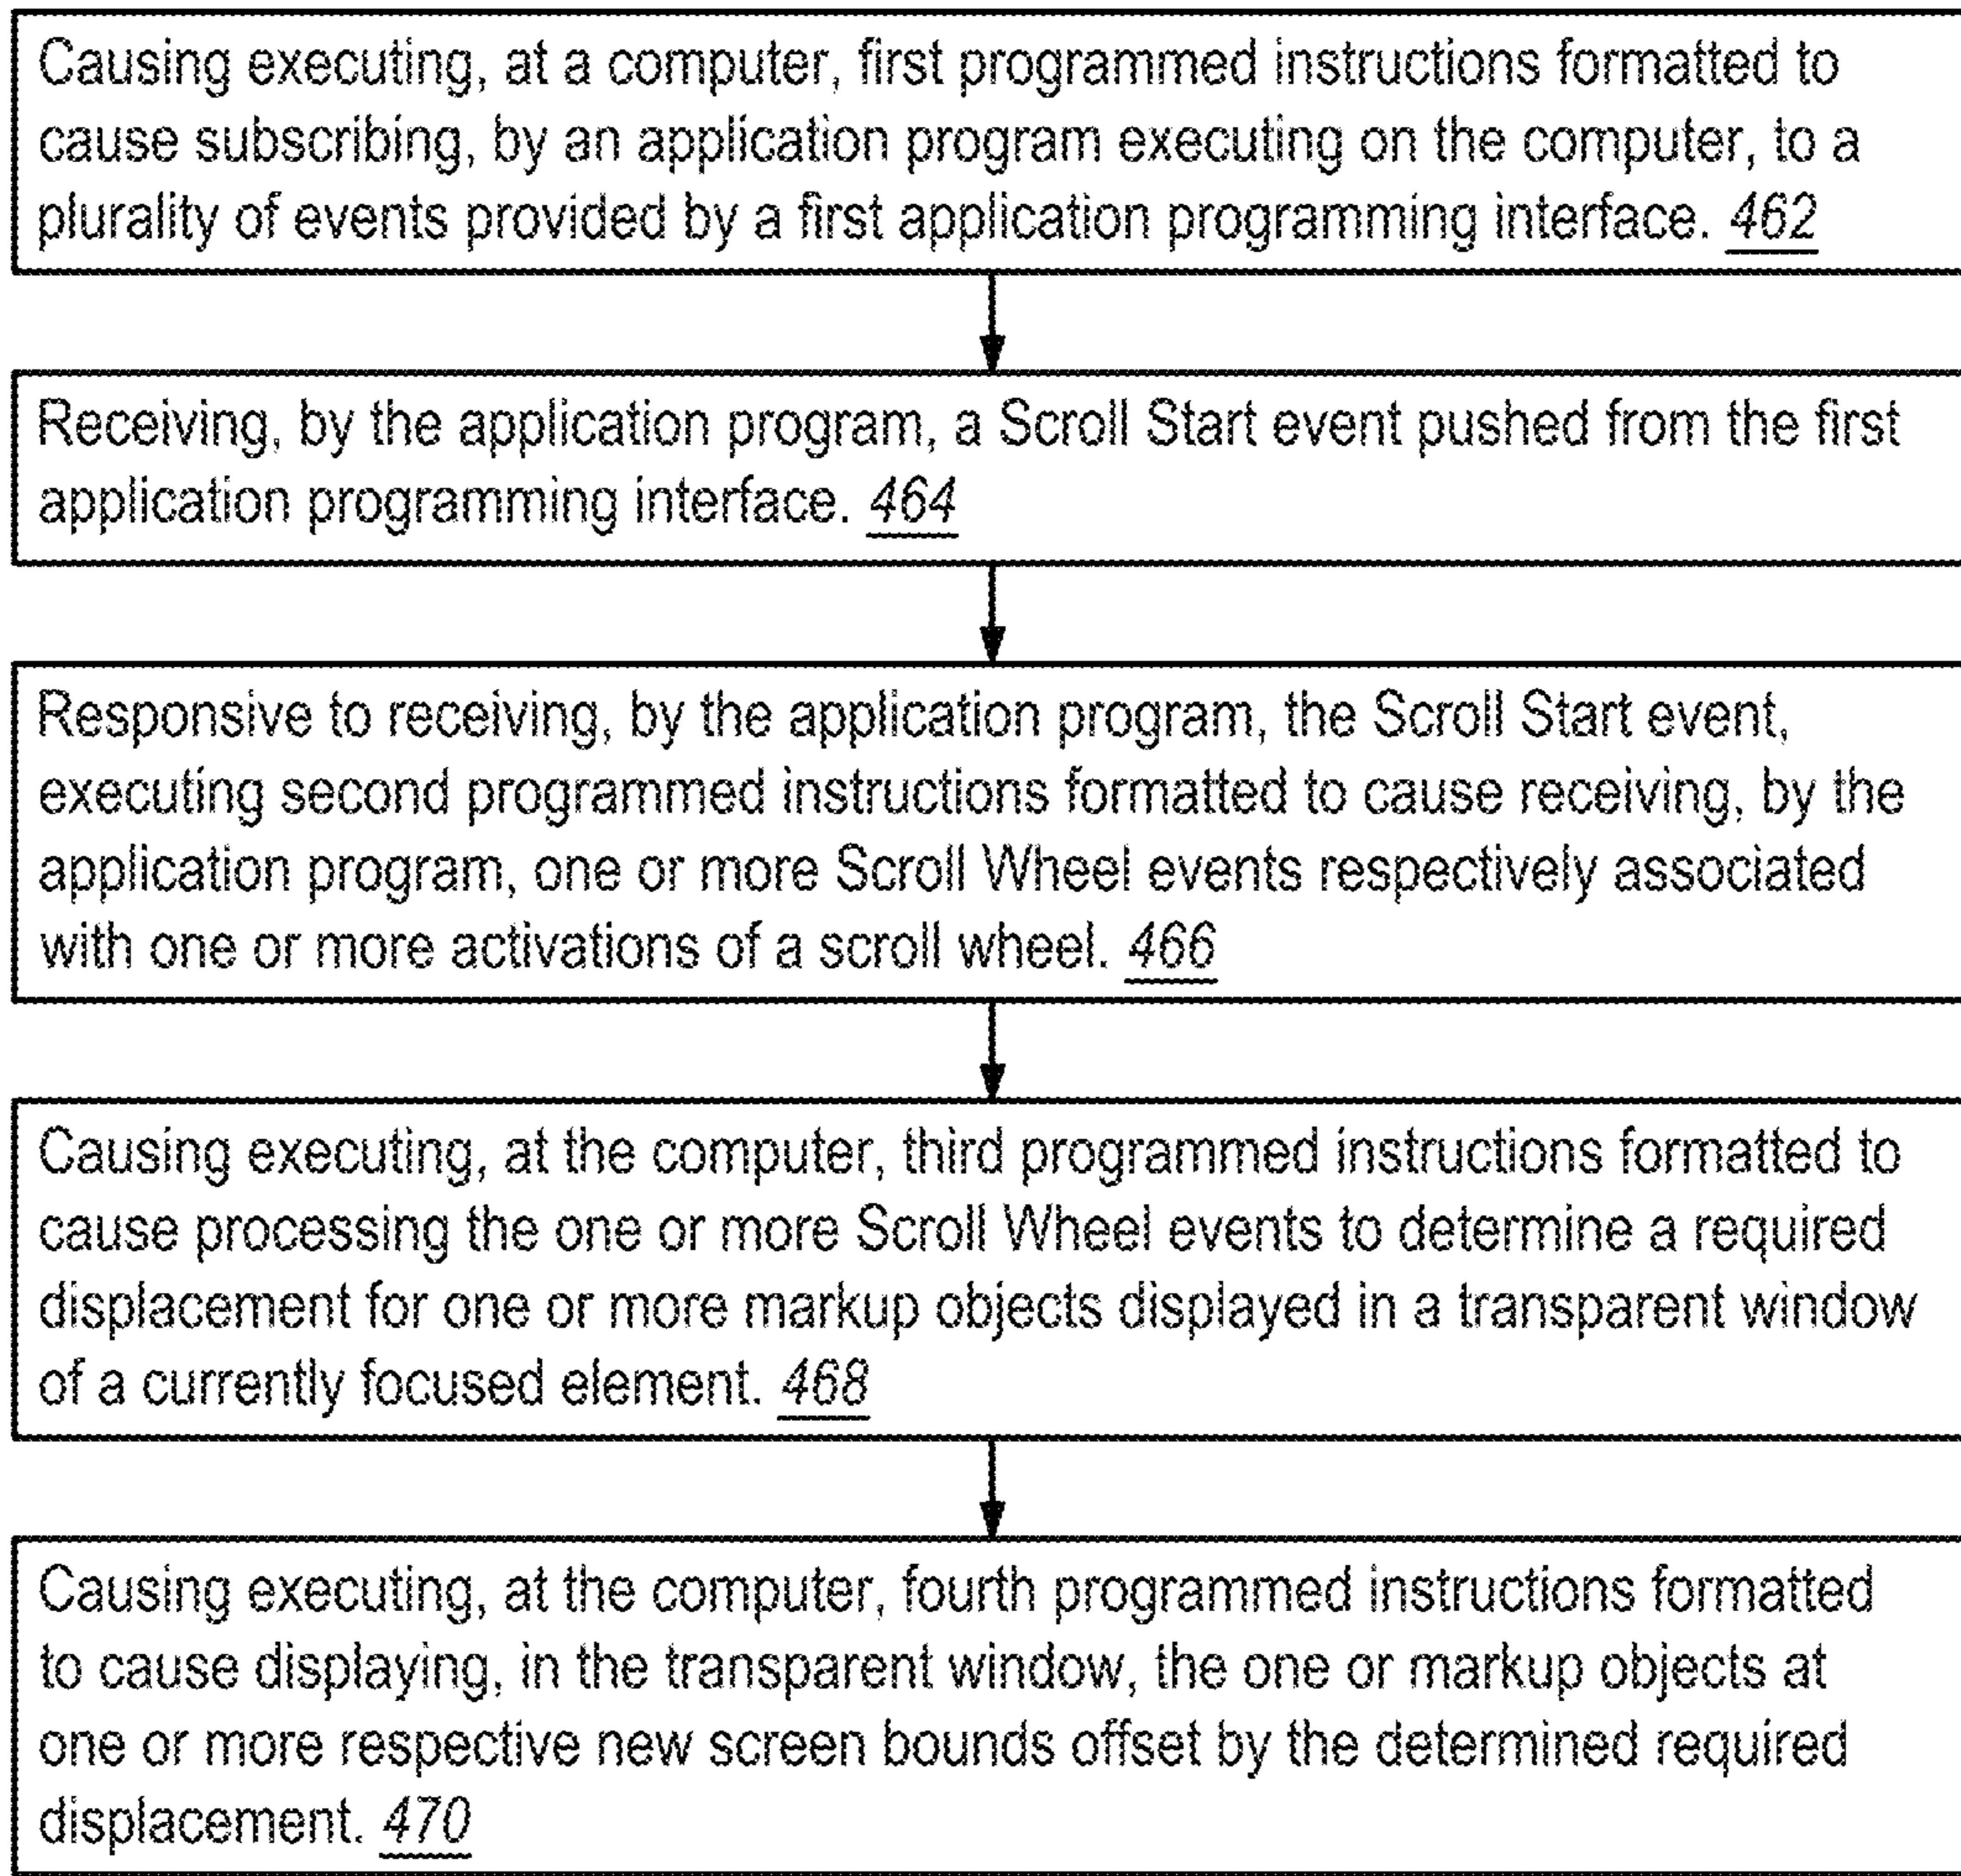 Causing executing, at a computer, first programmed instructions formatted to
cause subscribing, by an application program executing on the computer, to a
plurality of events provided by a first application programming interface. 462
Receiving, by the application program, a Scroll Start event pushed from the first
application programming interface. 464
Responsive to receiving, by the application program, the Scroll Start event,
executing second programmed instructions formatted to cause receiving, by the
application program, one or more Scroll Wheel events respectively associated
with one or more activations of a scroll wheel. 466
Causing executing, at the computer, third programmed instructions formatted to
cause processing the one or more Scroll Wheel events to determine a required
displacement for one or more markup objects displayed in a transparent window
of a currently focused element. 468
Causing executing, at the computer, fourth programmed instructions formatted
to cause displaying, in the transparent window, the one or markup objects at
one or more respective new screen bounds offset by the determined required
displacement. 470